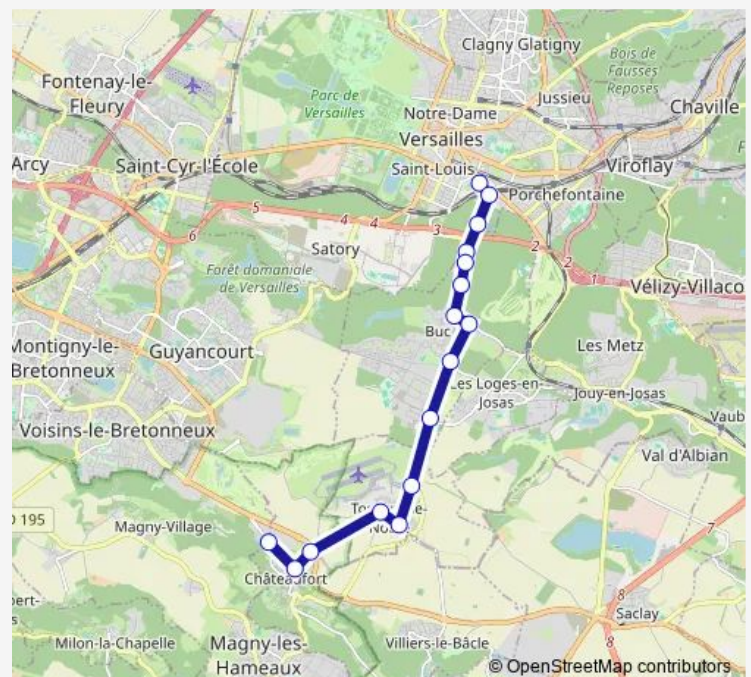 Clagny Glatigny
Bois de
Fausses
Reposes
Fontenay-le-
Fleury
Parc de
Versailles
Jussieu
Chaville
Notre-Dame
Versailles
Arcy
Saint-Cyr-l'École
Saint-Louis
Viroflay
Porchefontaine
5
4
4
3
6
2
Satory
2
1
Forêt domaniale
de Versailles
Vélizy-Villaco
Buc
Montigny-le-
Bretonneux
Guyancourt
Les Metz
Les Loges-en-
Josas
Jouy-en-Josas
Vaub
Voisins-le-Bretonneux
Val d'Albian
D 195
Magny-Village
7
Châteaufort
8
Saclay
8
Milon-la-Chapelle
Magny-les-
Hameaux
Villiers-le-Bâcle
© OpenStreetMap contributors